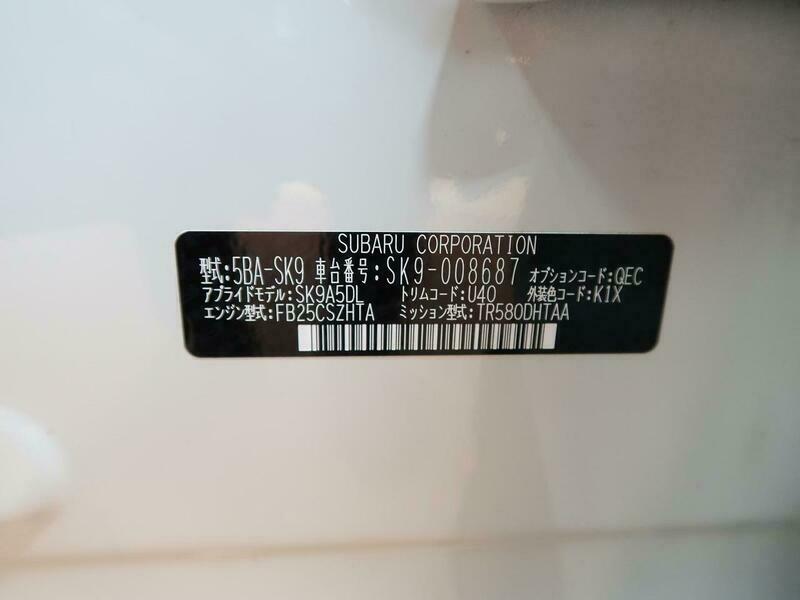 SUBARU CORPORATION
型式:5BA-SK9 車台番号:SK9-008687 オプションコード:QEC
アプライドモデル:SK9A5DL トリムコード:U40 外装色コード:K1X
エンジン型式:FB25CSZHTA ミッション型式:TR580DHTAA